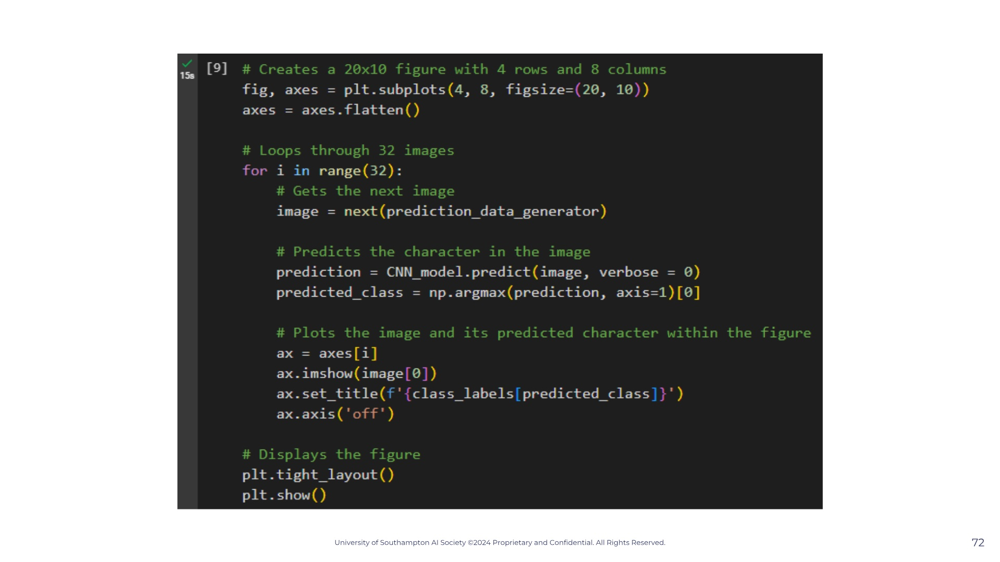 15s
[9] # Creates a 20x10 figure with 4 rows and 8 columns
fig, axes = plt.subplots(4, 8, figsize=(20, 10))
axes = axes.flatten()
# Loops through 32 images
for i in range(32):
    # Gets the next image
    image = next(prediction_data_generator)
    # Predicts the character in the image
    prediction = CNN_model.predict(image, verbose = 0)
    predicted_class = np.argmax(prediction, axis=1)[0]
    # Plots the image and its predicted character within the figure
    ax = axes[i]
    ax.imshow(image[0])
    ax.set_title(f'{class_labels[predicted_class]}')
    ax.axis('off')
# Displays the figure
plt.tight_layout()
plt.show()
University of Southampton AI Society ©2024 Proprietary and Confidential. All Rights Reserved.
72